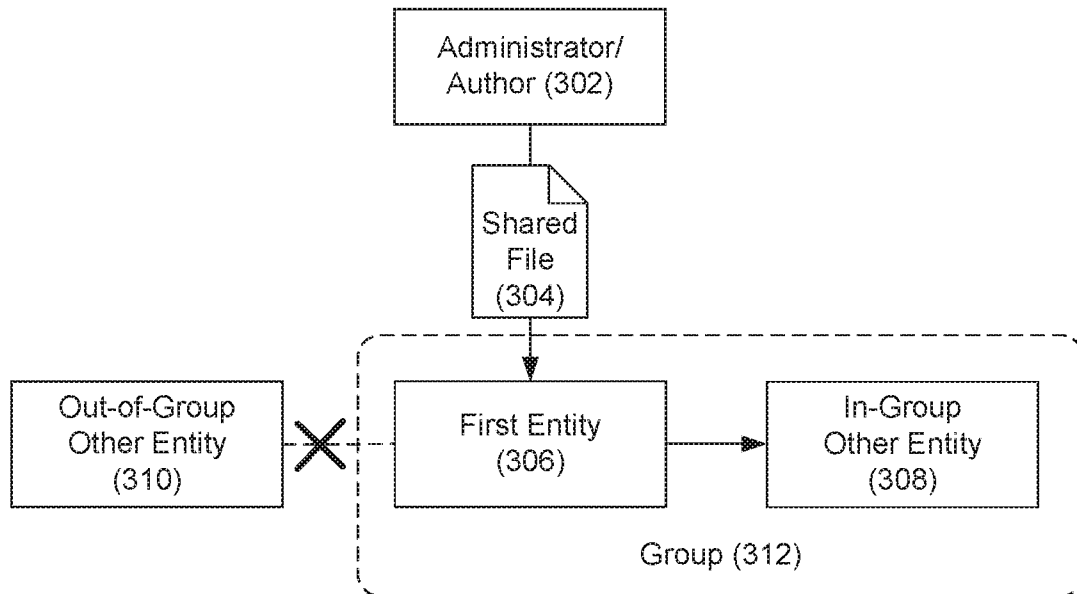 Administrator/
Author (302)
Shared
File
(304)
Out-of-Group
Other Entity
(310)
First Entity
(306)
In-Group
Other Entity
(308)
Group (312)